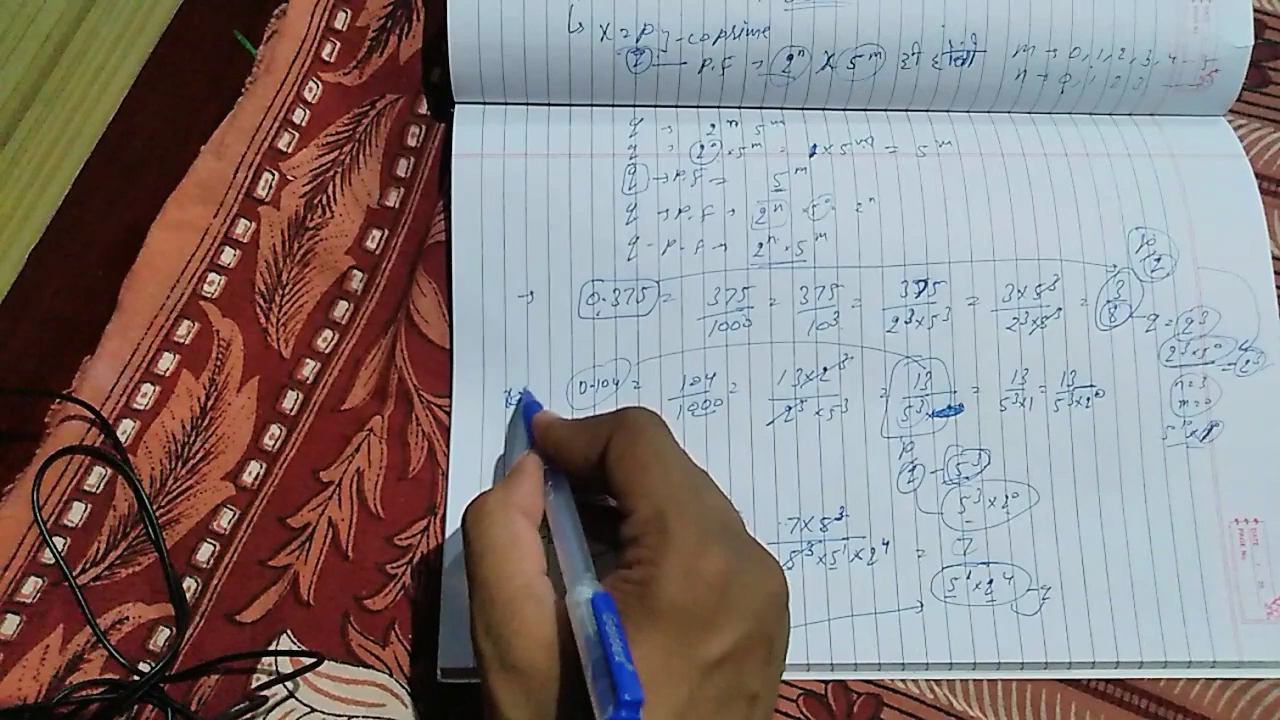 ↳ x = p → coprime
q → p.f = 2ⁿ × 5ᵐ m → 0, 1, 2, 3, 4
n → 0, 1, 2, 3
q → 2ⁿ 5ᵐ
q → 2⁰ × 5ᵐ = 1 × 5ᵐ = 5ᵐ
q → p.f = 5ᵐ
q → p.f → 2ⁿ · 5⁰ 2ⁿ
q - p.f → 2ⁿ · 5ᵐ
p/q
→ 0.375 = 375/1000 = 375/10³ = 375/2³×5³ = 3×5³/2³×5³ = 3/8 - q = 2³
2³×5⁰ = 2³
n = 3
m = 0
0.104 = 104/1000 = 13×2³/2³×5³ = 13/5³× = 13/5³×1 = 13/5³×2⁰
p/q - 5³
5³×2⁰
7×5³/5³×5¹×2⁴ = 7/5¹×2⁴ - q